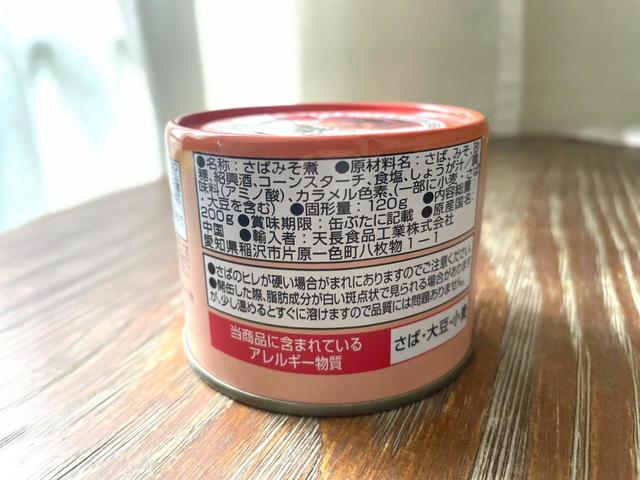 ●名称：さばみそ煮 ●原材料名：さば、みそ、
糖、紹興酒、コーンスターチ、食塩、しょうが汁／
味料(アミノ酸)、カラメル色素、(一部に小麦・さ
・大豆を含む) ●固形量：120g ●内容総量：
200g ●賞味期限：缶ぶたに記載 ●原産国名：
中国 ●輸入者：天長食品工業株式会社
愛知県稲沢市片原一色町八枚物1-1
●さばのヒレが硬い場合がまれにありますのでご注意ください。
●開缶した際、脂肪成分が白い斑点状で見られる場合があります
が、少し温めるとすぐに溶けますので品質には問題ありません。
当商品に含まれている
アレルギー物質
さば・大豆・小麦